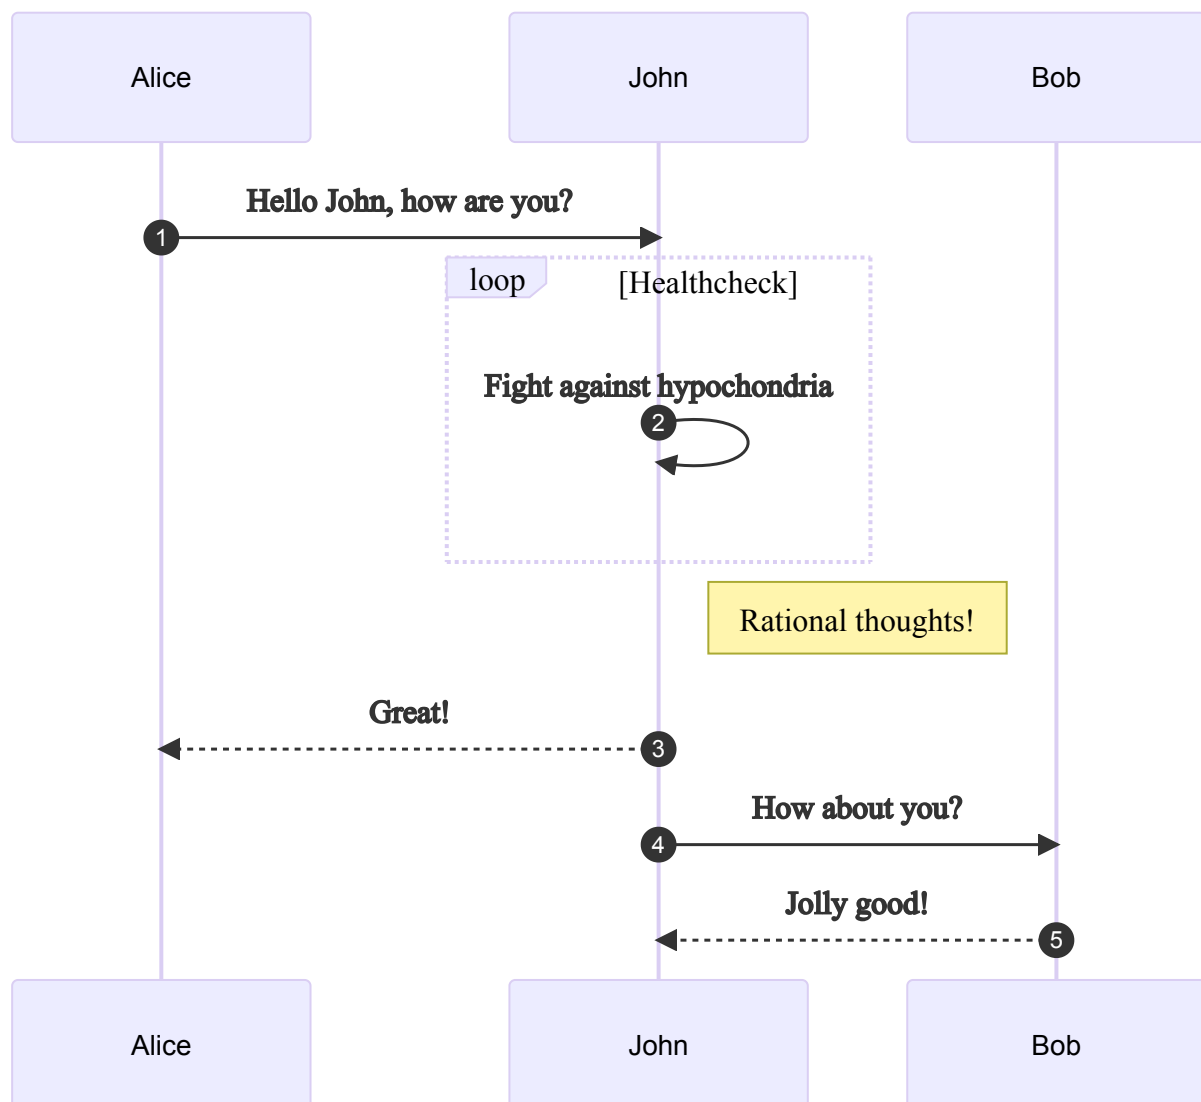 Alice
John
Bob
Hello John, how are you?
1
loop
[Healthcheck]
Fight against hypochondria
2
Rational thoughts!
Great!
3
How about you?
4
Jolly good!
5
Alice
John
Bob